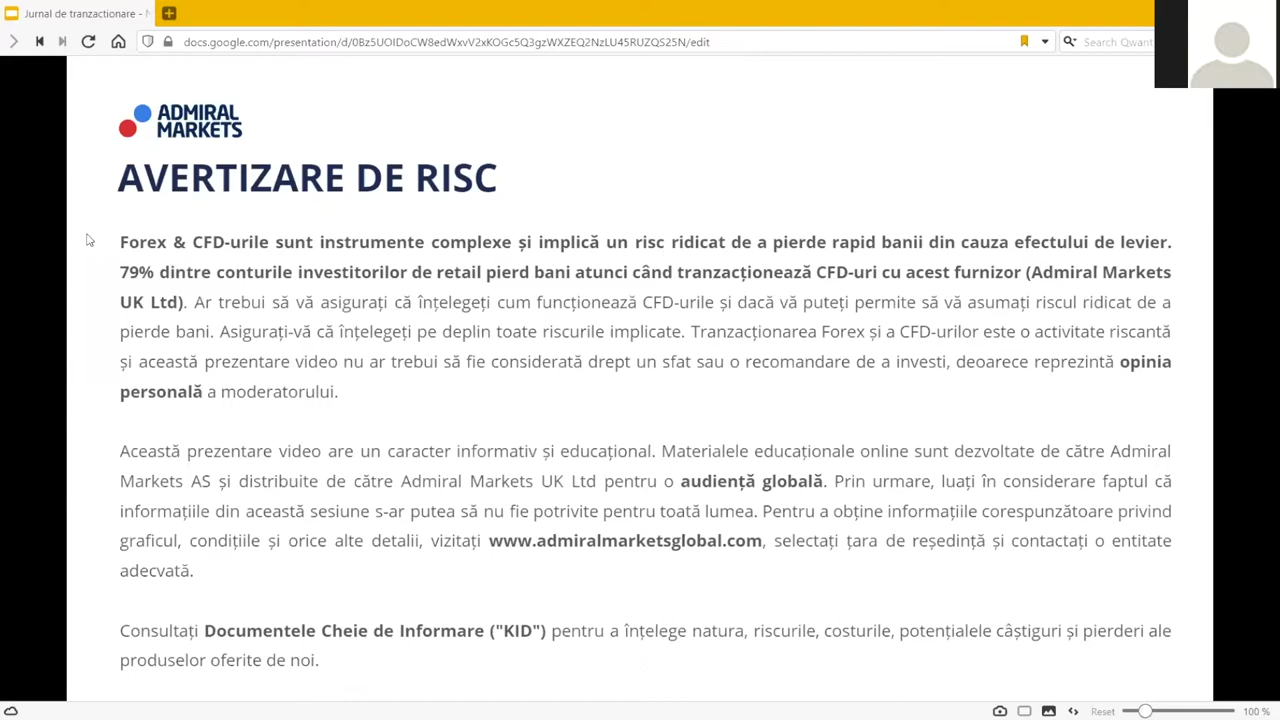 Jurnal de tranzactionare -
docs.google.com/presentation/d/0Bz5UOIDoCW8edWxvV2xKOGc5Q3gzWXZEQ2NzLU45RUZQS25N/edit
Search Qwant
ADMIRAL
MARKETS
AVERTIZARE DE RISC
Forex & CFD-urile sunt instrumente complexe și implică un risc ridicat de a pierde rapid banii din cauza efectului de levier.
79% dintre conturile investitorilor de retail pierd bani atunci când tranzacționează CFD-uri cu acest furnizor (Admiral Markets
UK Ltd). Ar trebui să vă asigurați că înțelegeți cum funcționează CFD-urile și dacă vă puteți permite să vă asumați riscul ridicat de a
pierde bani. Asigurați-vă că înțelegeți pe deplin toate riscurile implicate. Tranzacționarea Forex și a CFD-urilor este o activitate riscantă
și această prezentare video nu ar trebui să fie considerată drept un sfat sau o recomandare de a investi, deoarece reprezintă opinia
personală a moderatorului.
Această prezentare video are un caracter informativ și educațional. Materialele educaționale online sunt dezvoltate de către Admiral
Markets AS și distribuite de către Admiral Markets UK Ltd pentru o audiență globală. Prin urmare, luați în considerare faptul că
informațiile din această sesiune s-ar putea să nu fie potrivite pentru toată lumea. Pentru a obține informațiile corespunzătoare privind
graficul, condițiile și orice alte detalii, vizitați www.admiralmarketsglobal.com, selectați țara de reședință și contactați o entitate
adecvată.
Consultați Documentele Cheie de Informare ("KID") pentru a înțelege natura, riscurile, costurile, potențialele câștiguri și pierderi ale
produselor oferite de noi.
Reset 100 %